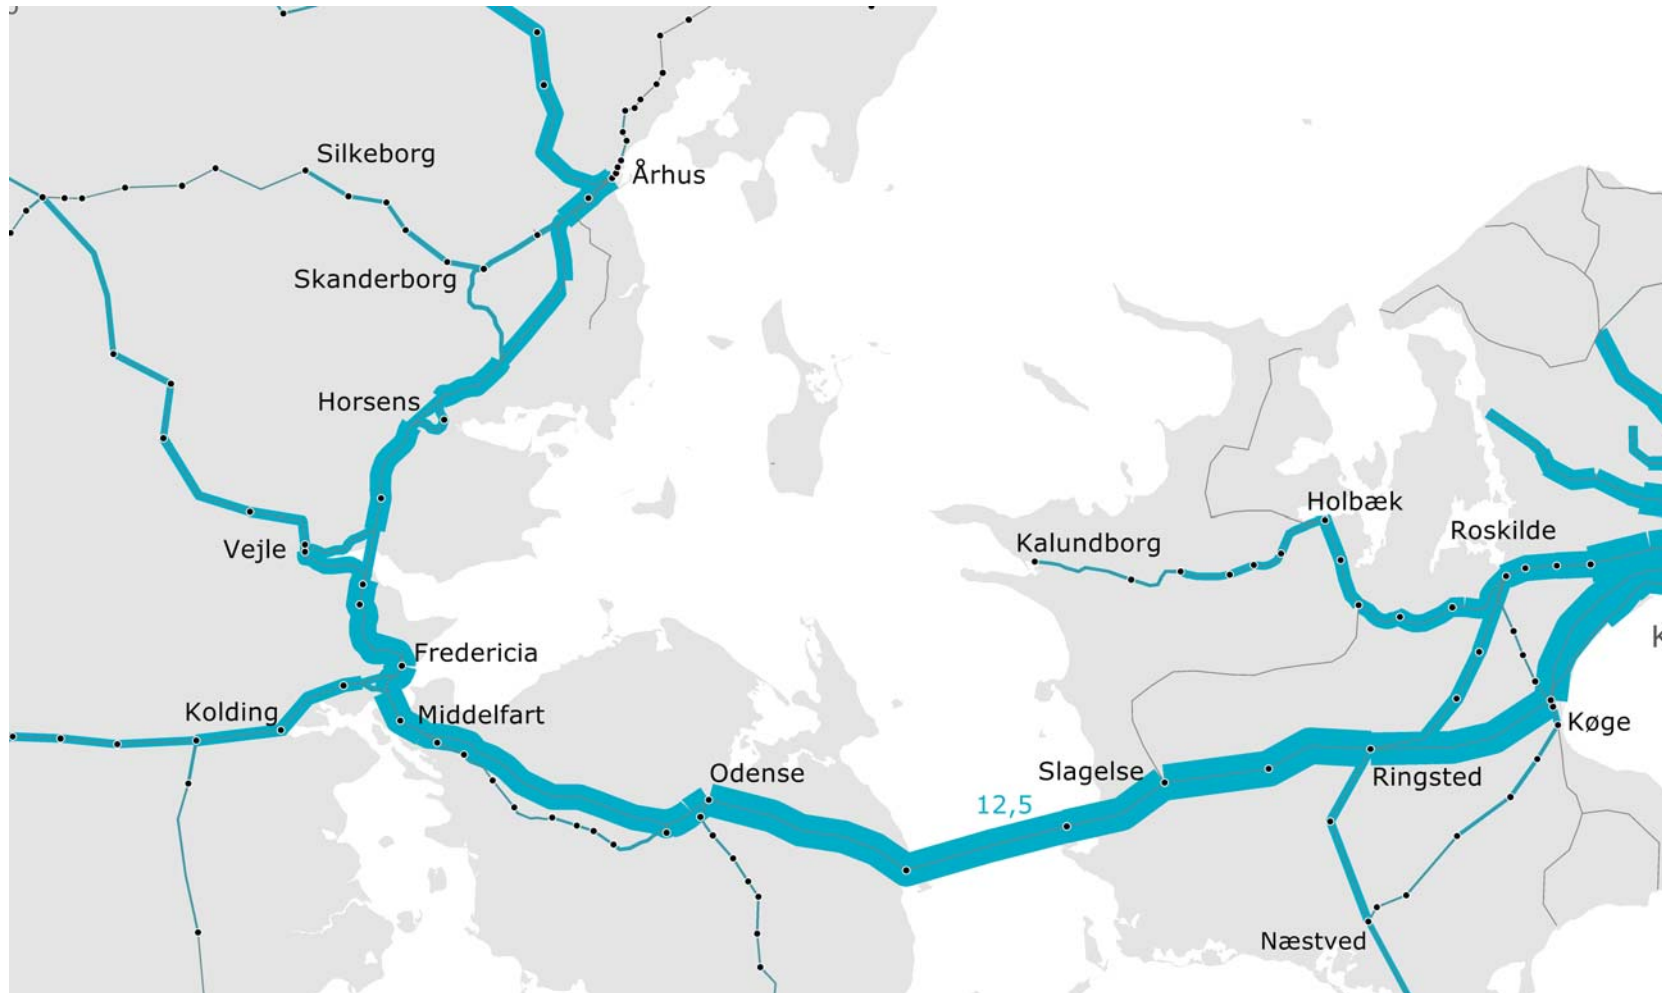 Silkeborg
Århus
Skanderborg
Horsens
Holbæk
Roskilde
Kalundborg
Vejle
Fredericia
Kolding
Middelfart
Køge
Odense
Slagelse
Ringsted
12,5
Næstved